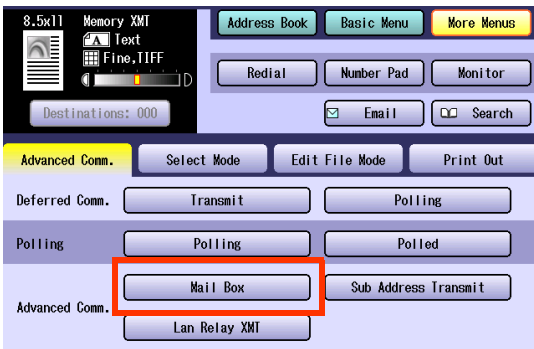 8.5x11 Memory XMT Address Book Basic Menu More Menus
A Text
Fine,TIFF
D
Redial Number Pad Monitor
Destinations: 000 Email Search
Advanced Comm. Select Mode Edit File Mode Print Out
Deferred Comm. Transmit Polling
Polling Polling Polled
Mail Box Sub Address Transmit
Advanced Comm.
Lan Relay XMT